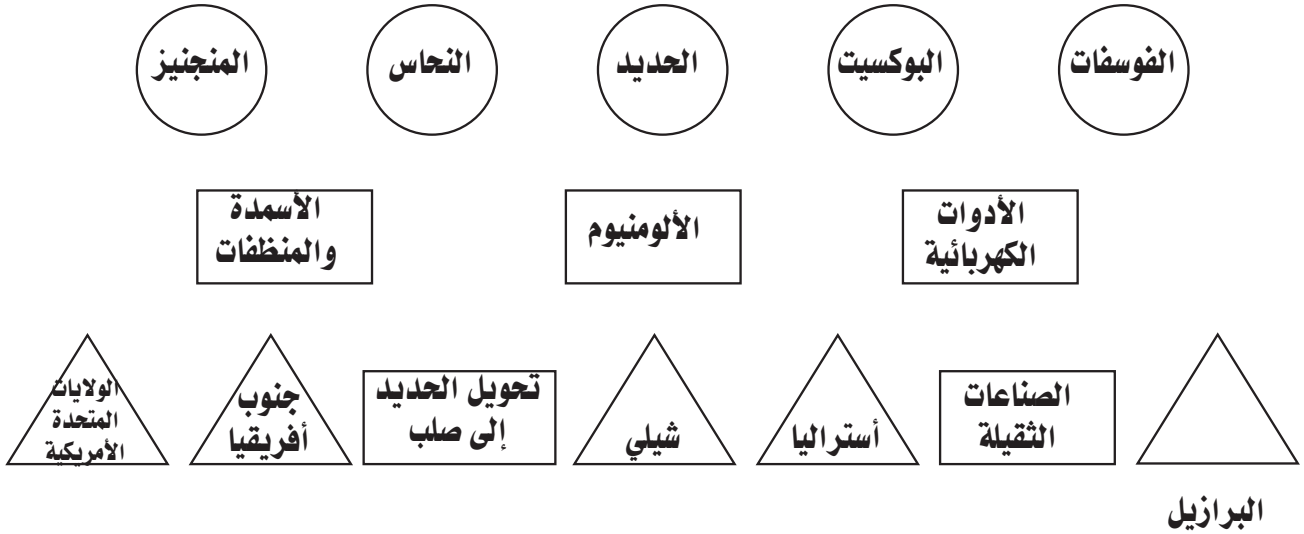 الفوسفات
البوكسيت
الحديد
النحاس
المنجنيز
الأدوات
الكهربائية
الألومنيوم
الأسمدة
والمنظفات
البرازيل
الصناعات
الثقيلة
أستراليا
شيلي
تحويل الحديد
إلى صلب
جنوب
أفريقيا
الولايات
المتحدة
الأمريكية